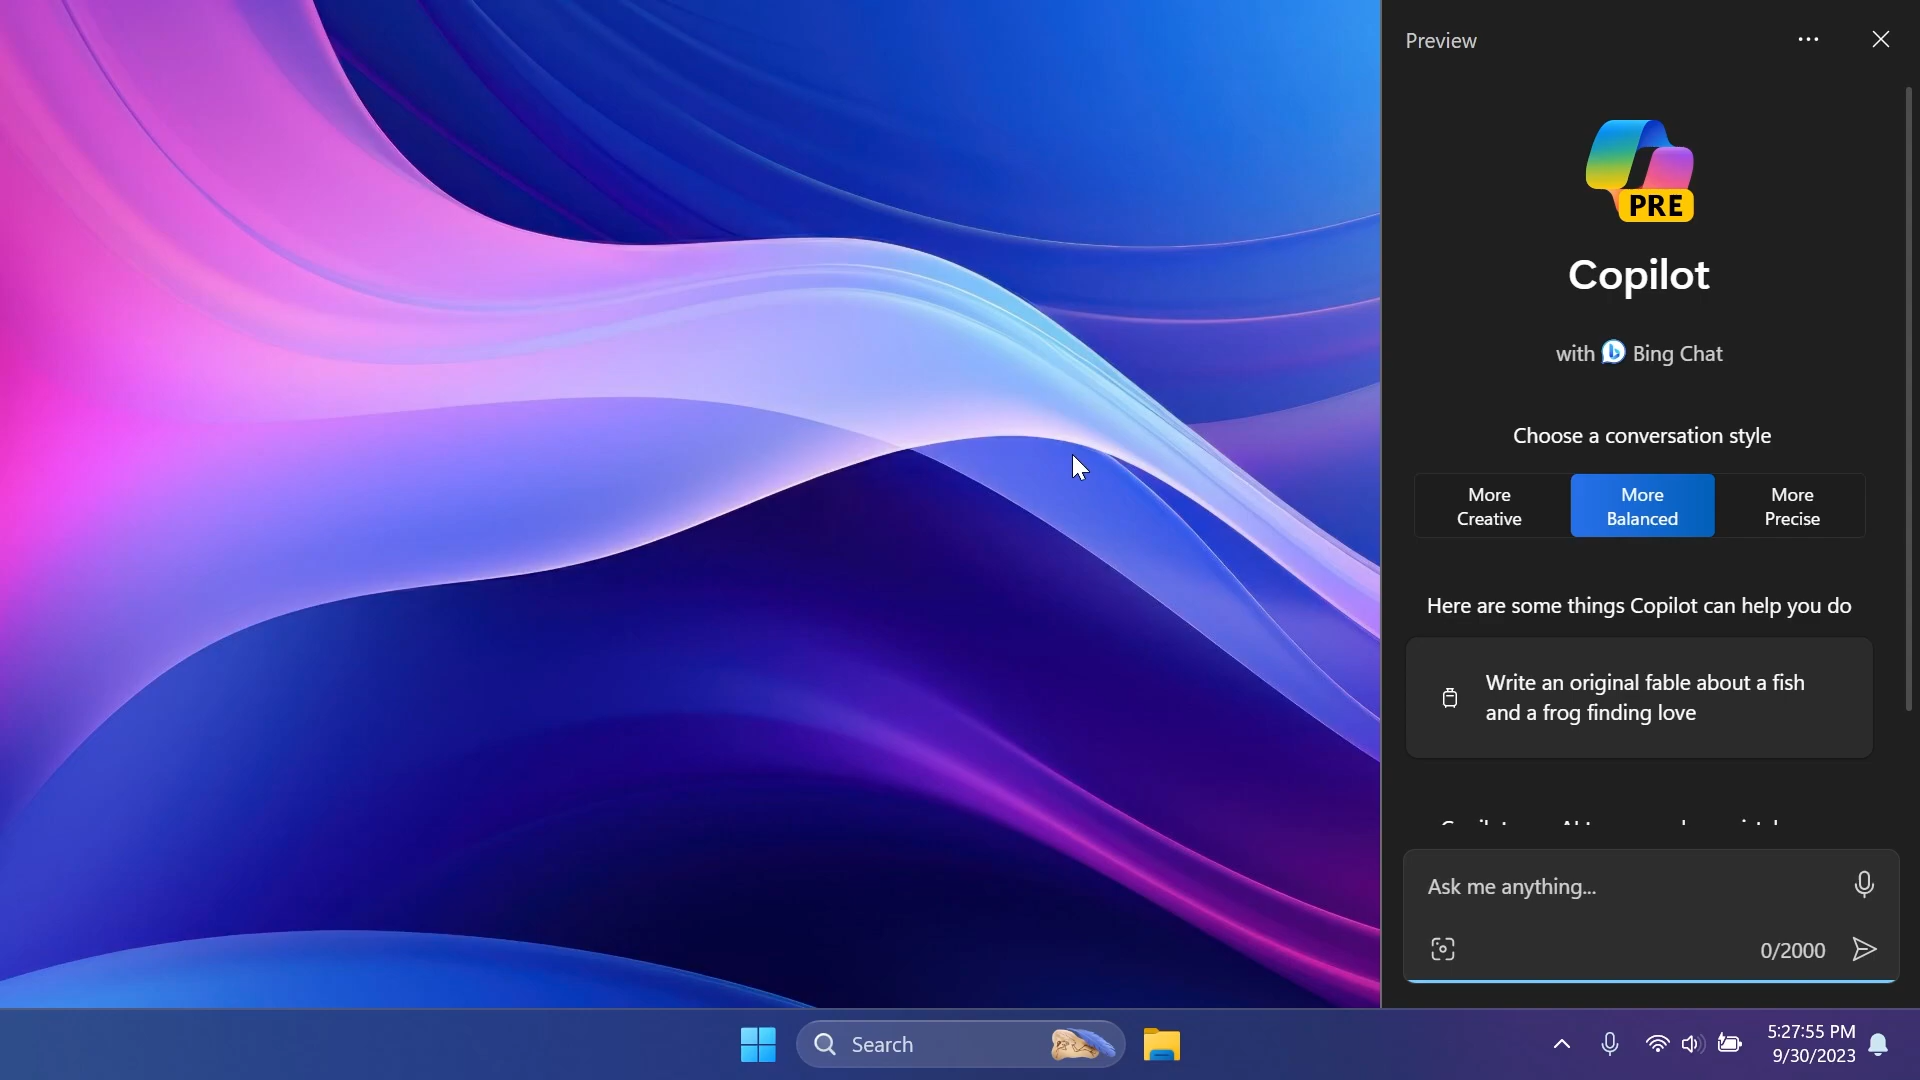 Preview
PRE
Copilot
with Bing Chat
Choose a conversation style
More
Creative
More
Balanced
More
Precise
Here are some things Copilot can help you do
Write an original fable about a fish
and a frog finding love
Ask me anything...
0/2000
Search
5:27:55 PM
9/30/2023